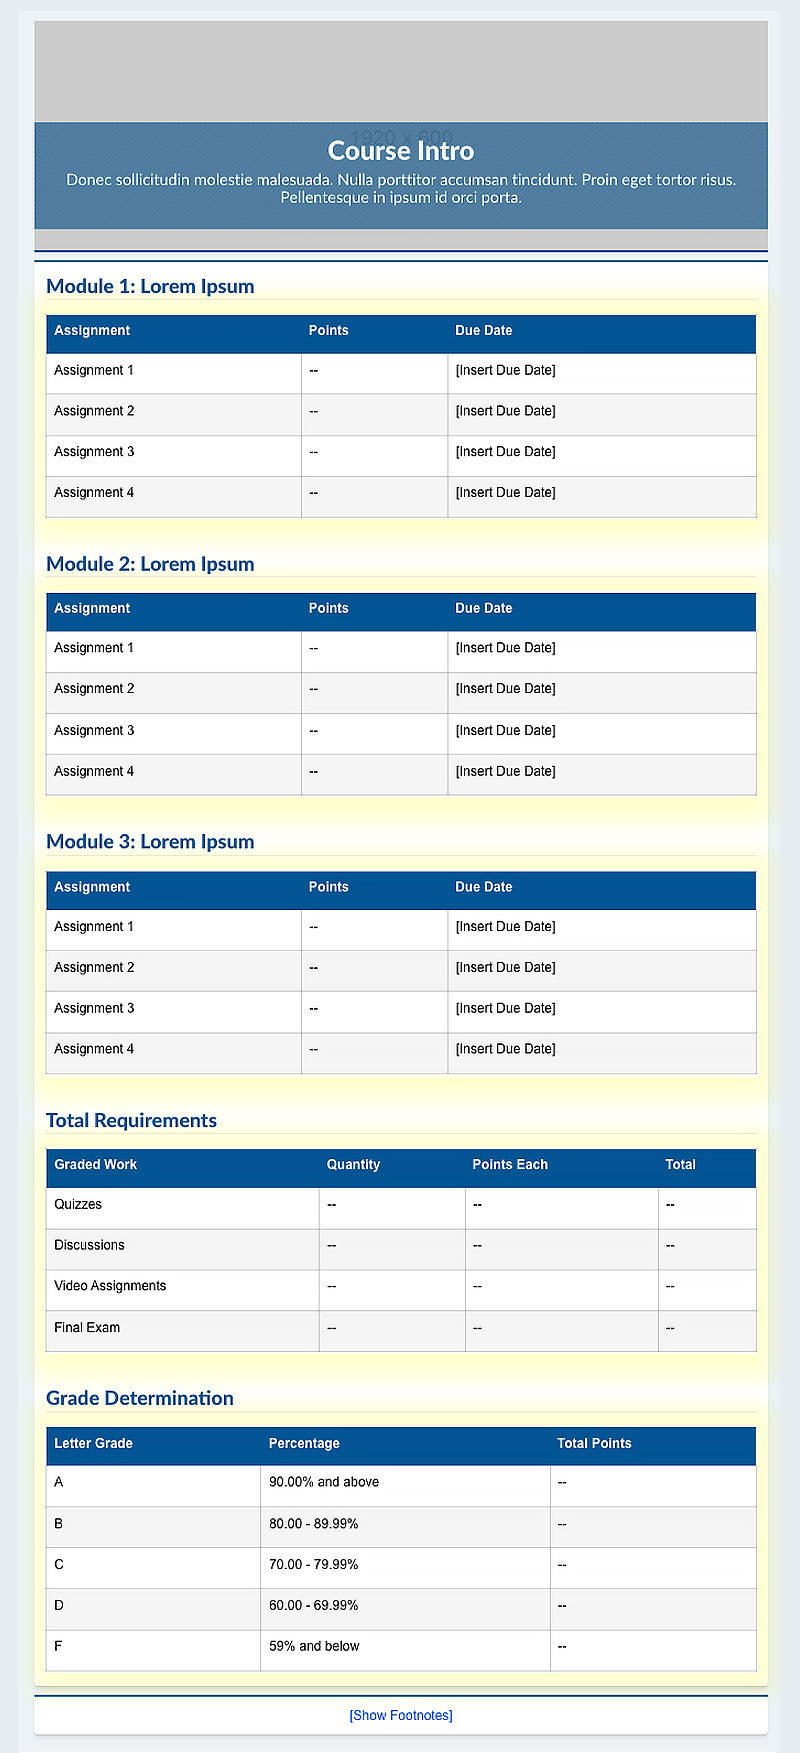 1920 x 600
Course Intro
Donec sollicitudin molestie malesuada. Nulla porttitor accumsan tincidunt. Proin eget tortor risus.
Pellentesque in ipsum id orci porta.
Module 1: Lorem Ipsum
Assignment Points Due Date
Assignment 1 -- [Insert Due Date]
Assignment 2 -- [Insert Due Date]
Assignment 3 -- [Insert Due Date]
Assignment 4 -- [Insert Due Date]
Module 2: Lorem Ipsum
Assignment Points Due Date
Assignment 1 -- [Insert Due Date]
Assignment 2 -- [Insert Due Date]
Assignment 3 -- [Insert Due Date]
Assignment 4 -- [Insert Due Date]
Module 3: Lorem Ipsum
Assignment Points Due Date
Assignment 1 -- [Insert Due Date]
Assignment 2 -- [Insert Due Date]
Assignment 3 -- [Insert Due Date]
Assignment 4 -- [Insert Due Date]
Total Requirements
Graded Work Quantity Points Each Total
Quizzes -- -- --
Discussions -- -- --
Video Assignments -- -- --
Final Exam -- -- --
Grade Determination
Letter Grade Percentage Total Points
A 90.00% and above --
B 80.00 - 89.99% --
C 70.00 - 79.99% --
D 60.00 - 69.99% --
F 59% and below --
[Show Footnotes]